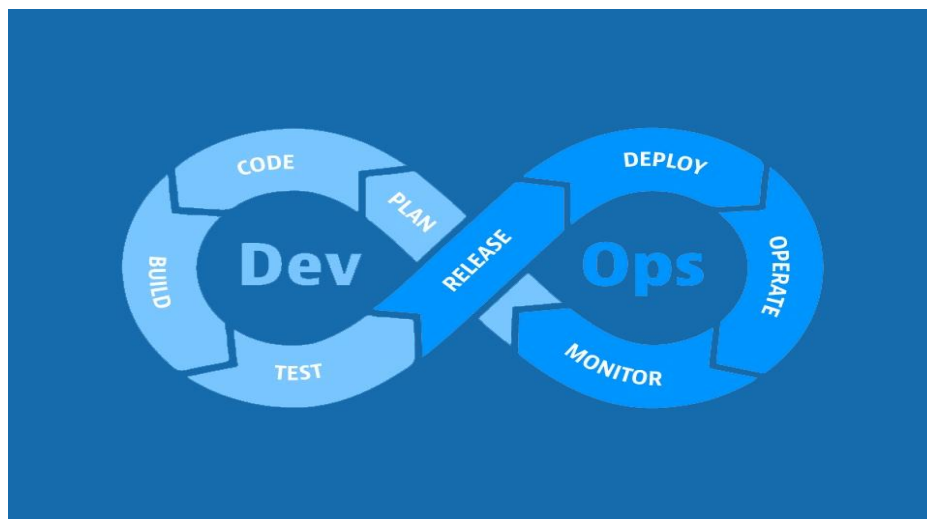 CODE
PLAN
DEPLOY
BUILD
Dev
RELEASE
Ops
OPERATE
TEST
MONITOR